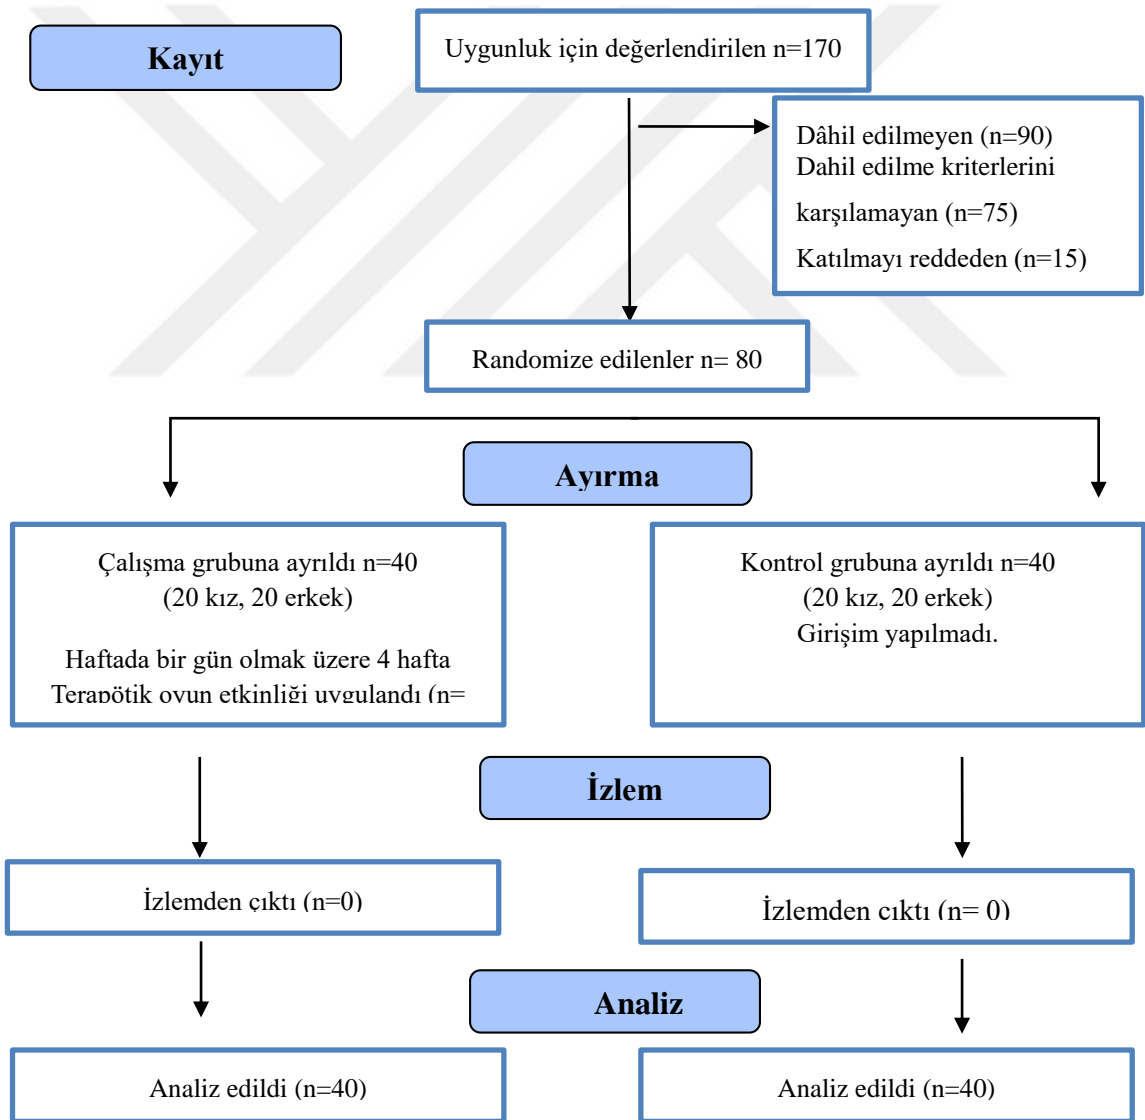 Kayıt
Uygunluk için değerlendirilen n=170
Dâhil edilmeyen (n=90)
Dahil edilme kriterlerini
karşılamayan (n=75)
Katılmayı reddeden (n=15)
Randomize edilenler n= 80
Ayırma
Çalışma grubuna ayrıldı n=40
(20 kız, 20 erkek)
Haftada bir gün olmak üzere 4 hafta
Terapötik oyun etkinliği uygulandı (n=
Kontrol grubuna ayrıldı n=40
(20 kız, 20 erkek)
Girişim yapılmadı.
İzlem
İzlemden çıktı (n=0)
İzlemden çıktı (n= 0)
Analiz
Analiz edildi (n=40)
Analiz edildi (n=40)